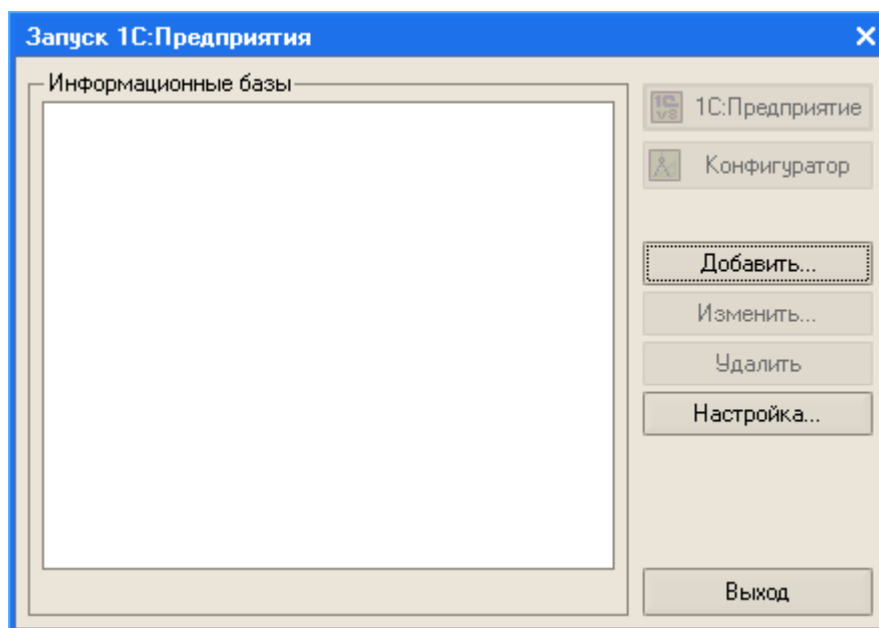 Запуск 1С:Предприятия
Информационные базы
1С:Предприятие
Конфигуратор
Добавить...
Изменить...
Удалить
Настройка...
Выход